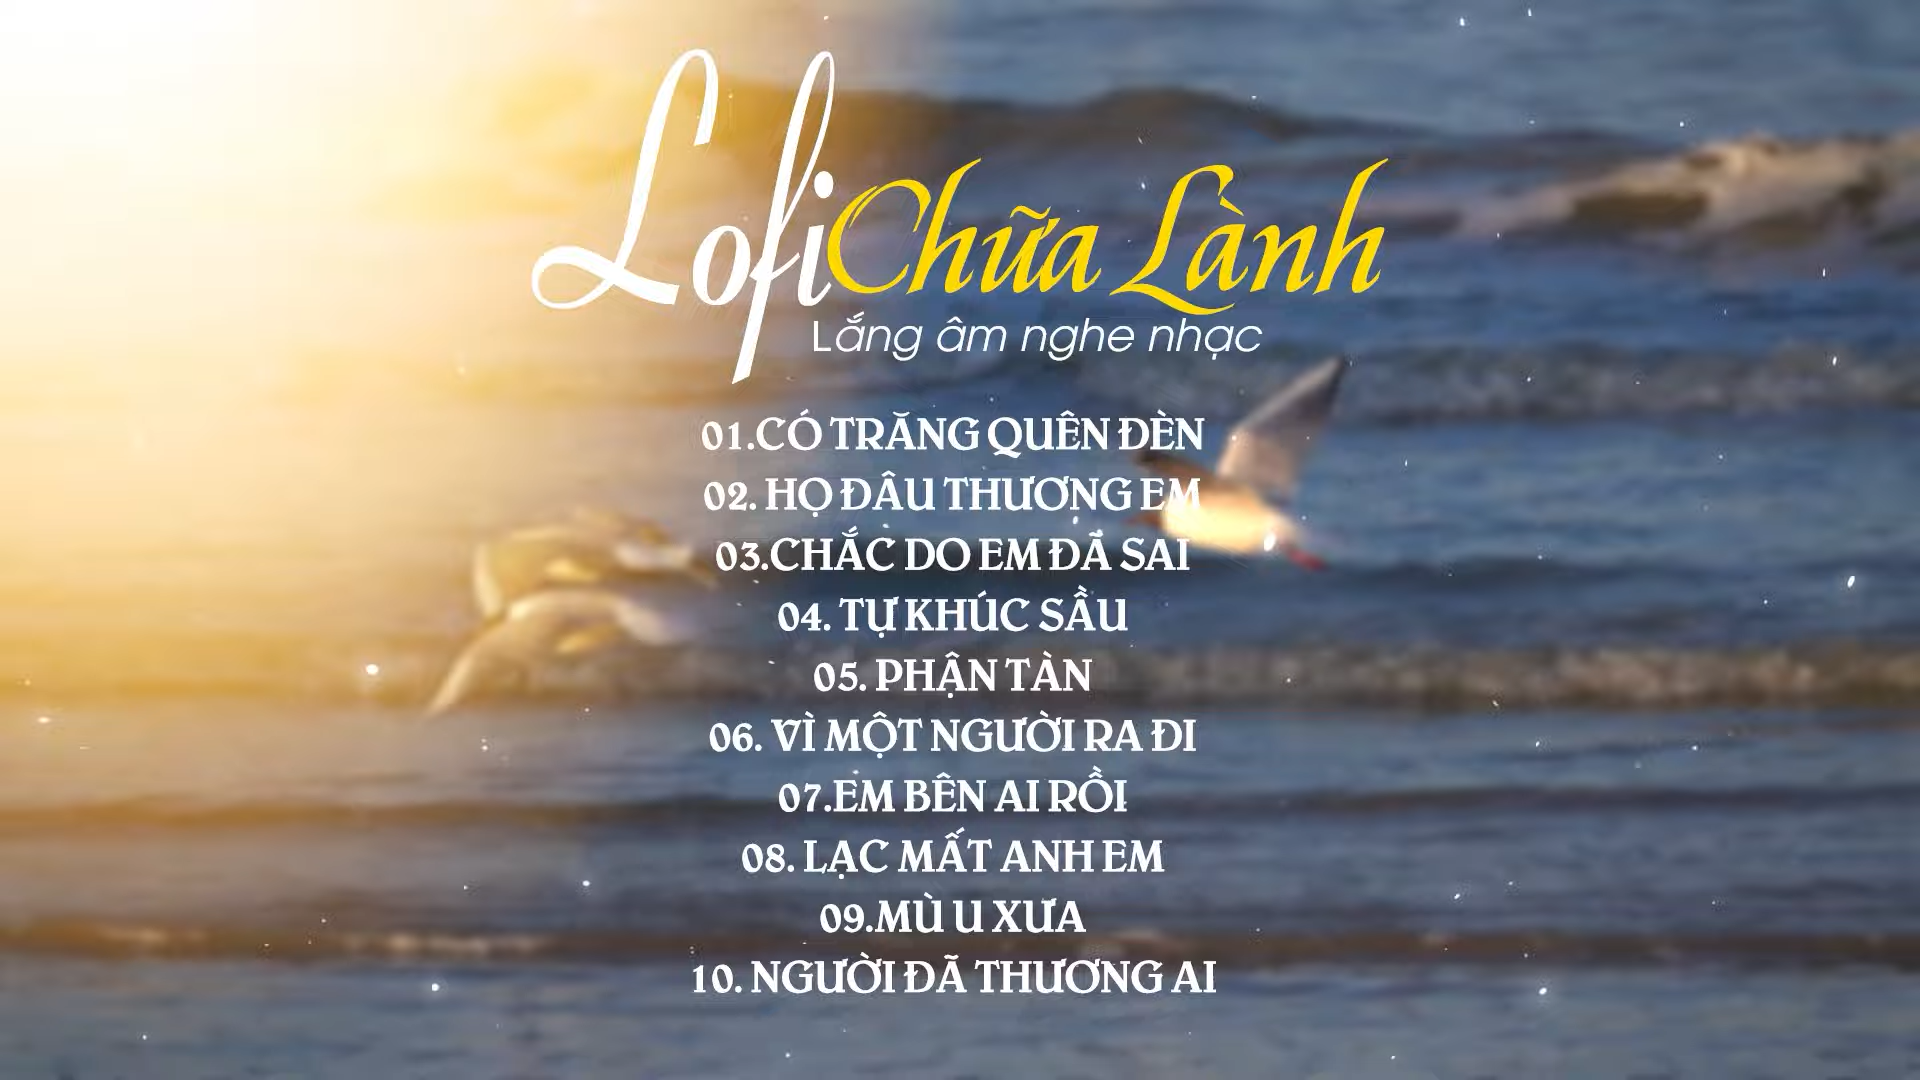 Lofi Chữa Lành
Lắng âm nghe nhạc
01.CÓ TRĂNG QUÊN ĐÈN
02. HỌ ĐÂU THƯƠNG EM
03.CHẮC DO EM ĐÃ SAI
04. TỰ KHÚC SẦU
05. PHẬN TÀN
06. VÌ MỘT NGƯỜI RA ĐI
07.EM BÊN AI RỒI
08. LẠC MẤT ANH EM
09.MÙ U XƯA
10. NGƯỜI ĐÃ THƯƠNG AI